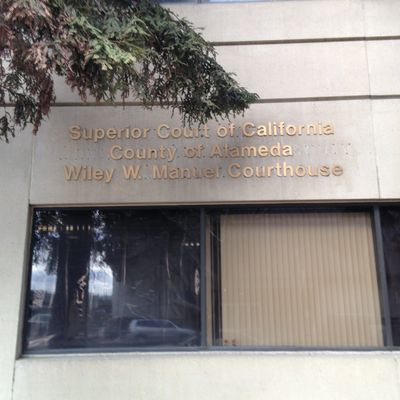 Superior Court of California
County of Alameda
Wiley W. Manuel Courthouse